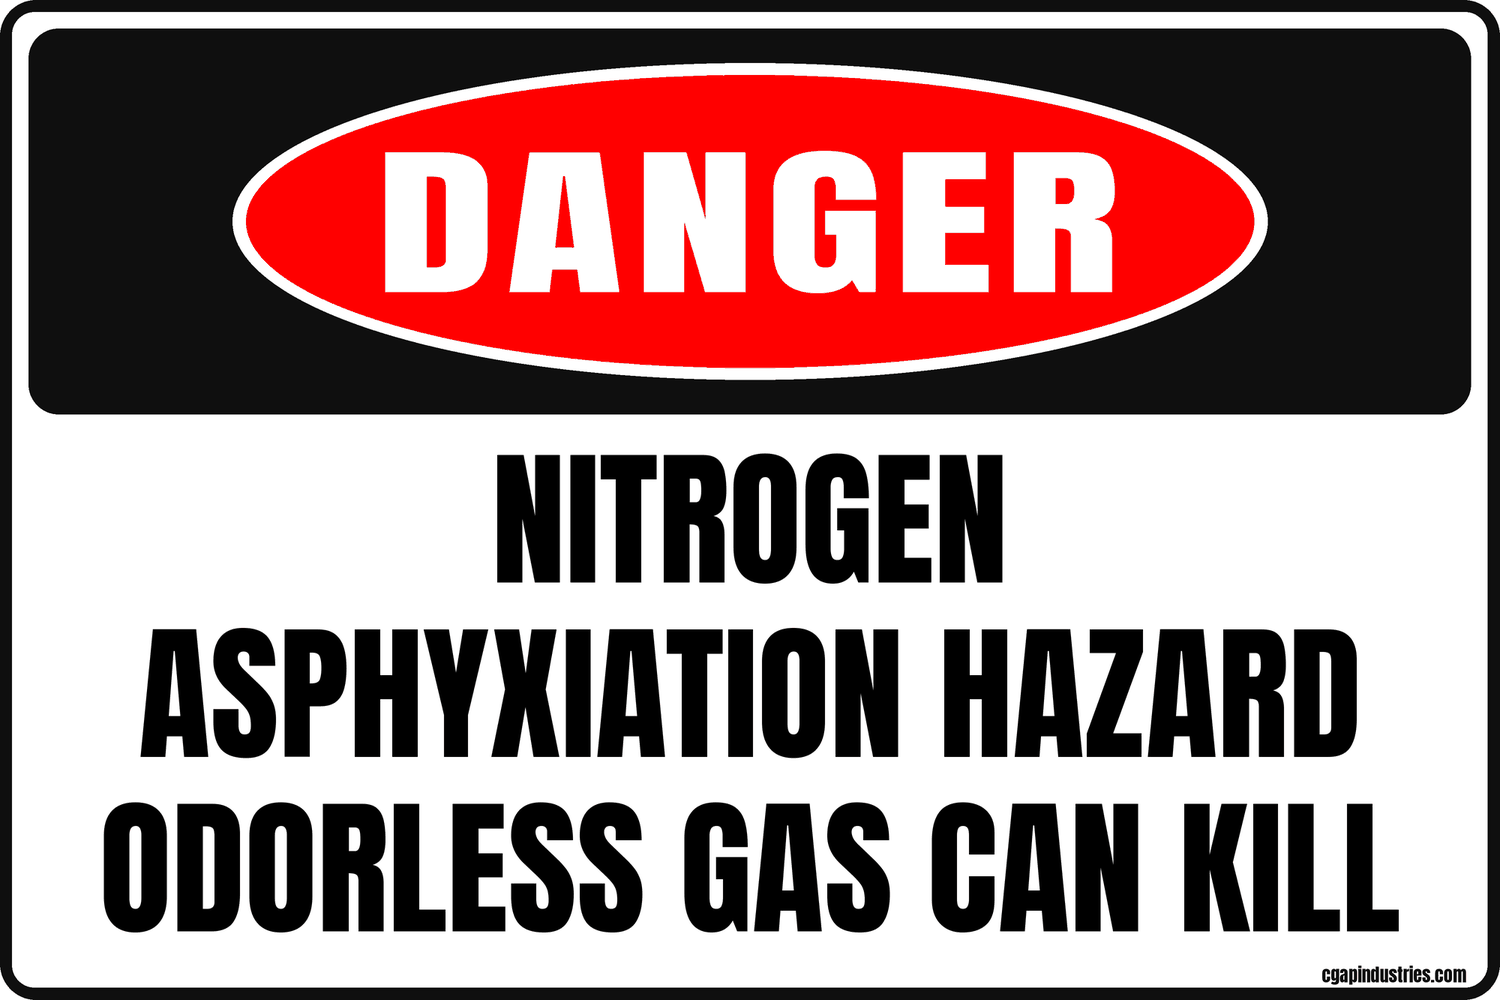 DANGER
NITROGEN
ASPHYXIATION HAZARD
ODORLESS GAS CAN KILL
cgapindustries.com